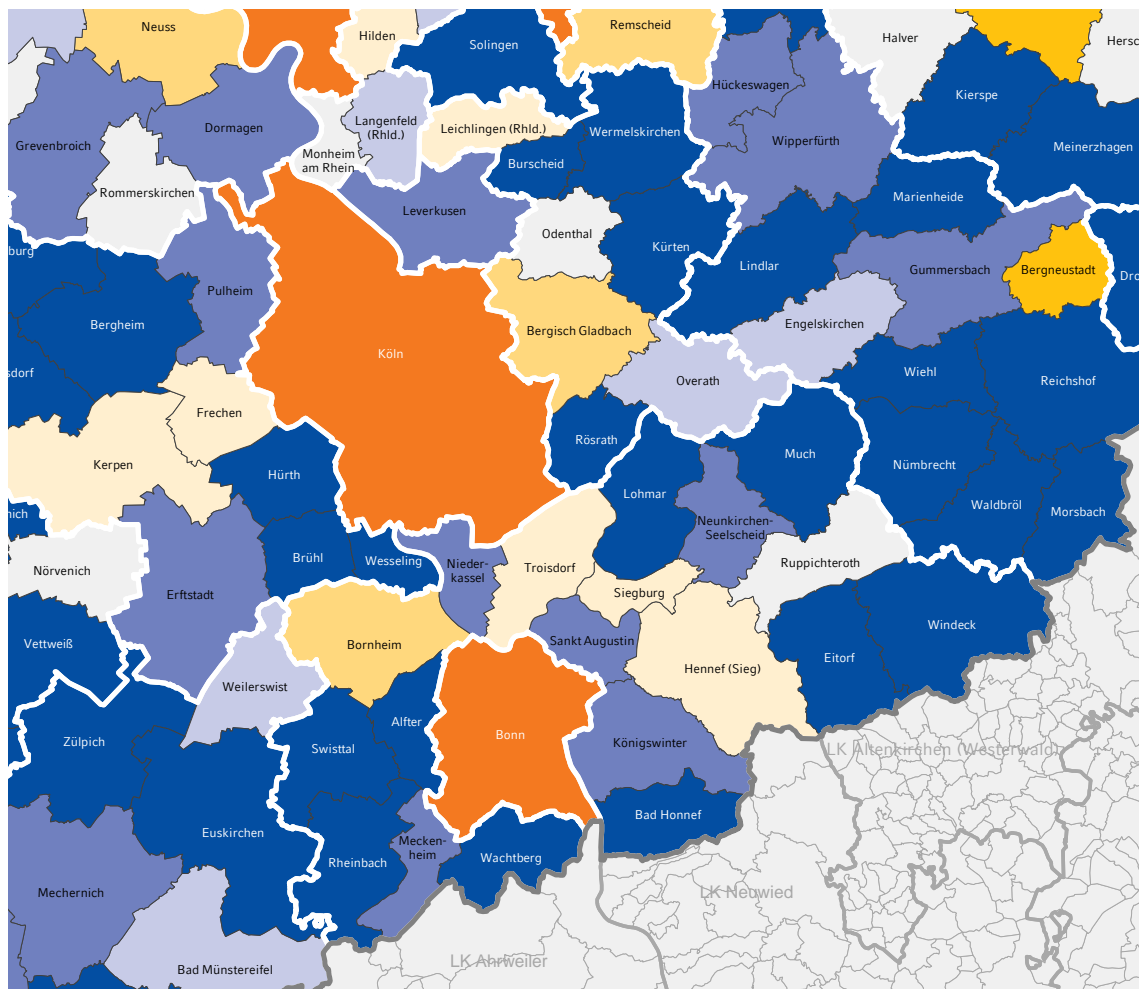 Neuss
Hilden
Solingen
Remscheid
Halver
Hersc
Hückeswagen
Kierspe
Dormagen
Langenfeld
(Rhld.)
Leichlingen (Rhld.)
Wermelskirchen
Grevenbroich
Wipperfürth
Meinerzhagen
Monheim
am Rhein
Burscheid
Rommerskirchen
Marienheide
Leverkusen
Odenthal
Kürten
burg
Lindlar
Gummersbach
Bergneustadt
Dro
Pulheim
Bergheim
Bergisch Gladbach
Engelskirchen
Köln
sdorf
Overath
Wiehl
Reichshof
Frechen
Rösrath
Kerpen
Hürth
Much
Nümbrecht
Lohmar
Waldbröl
Morsbach
nich
Neunkirchen-
Seelscheid
Brühl
Wesseling
Nieder-
kassel
Troisdorf
Ruppichteroth
Nörvenich
Erftstadt
Siegburg
Vettweiß
Bornheim
Sankt Augustin
Windeck
Eitorf
Hennef (Sieg)
Weilerswist
Alfter
Zülpich
Swisttal
Bonn
Königswinter
LK Altenkirchen (Westerwald)
Bad Honnef
Euskirchen
Mecken-
heim
Rheinbach
Wachtberg
Mechernich
LK Neuwied
LK Ahrweiler
Bad Münstereifel